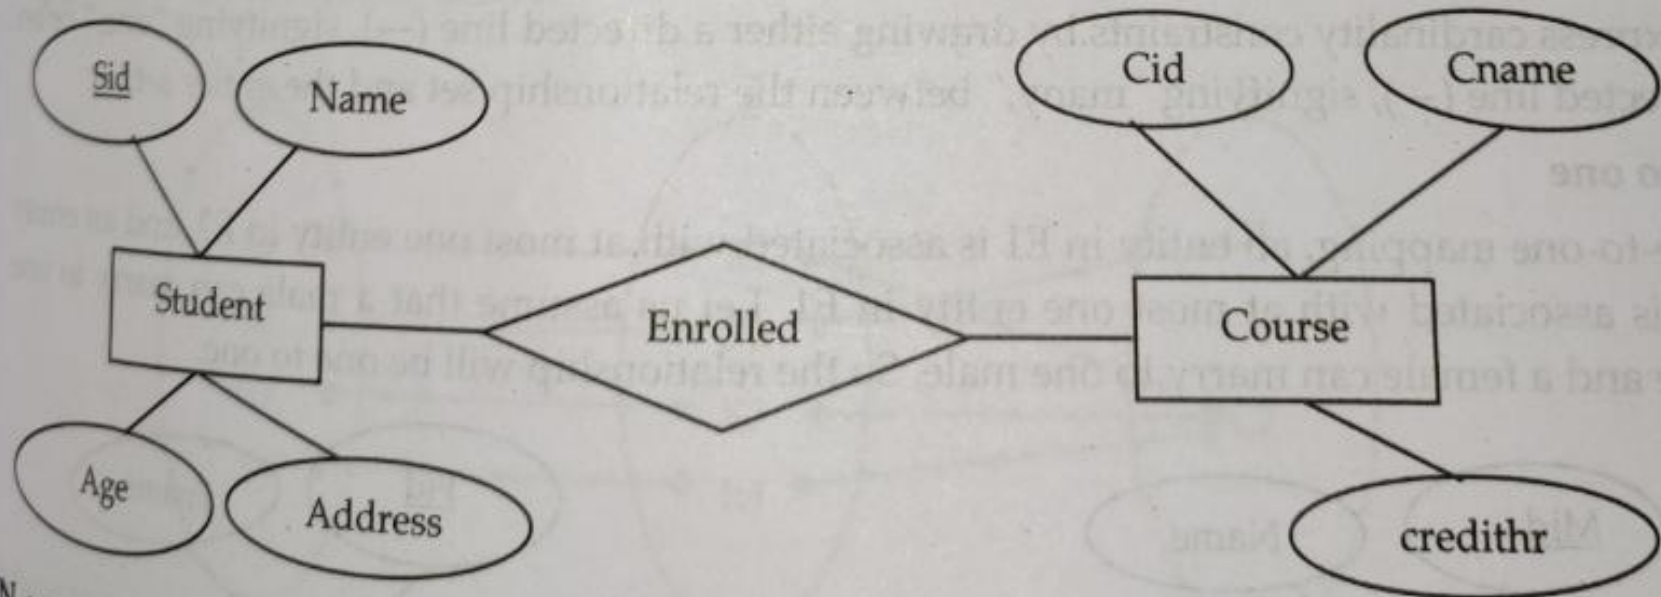 Sid
Name
Cid
Cname
Student
Enrolled
Course
Age
Address
credithr